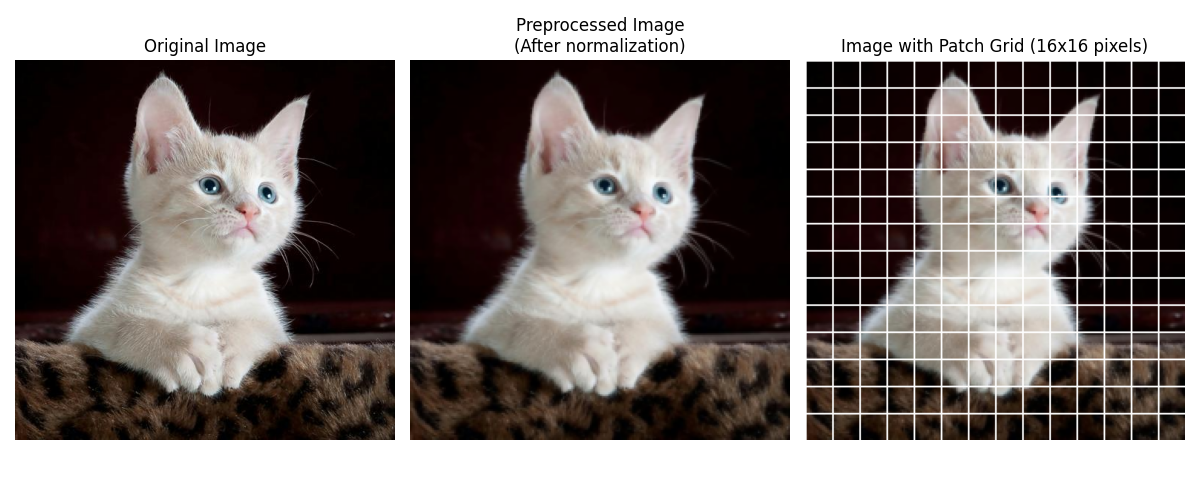 Original Image
Preprocessed Image
(After normalization)
Image with Patch Grid (16x16 pixels)